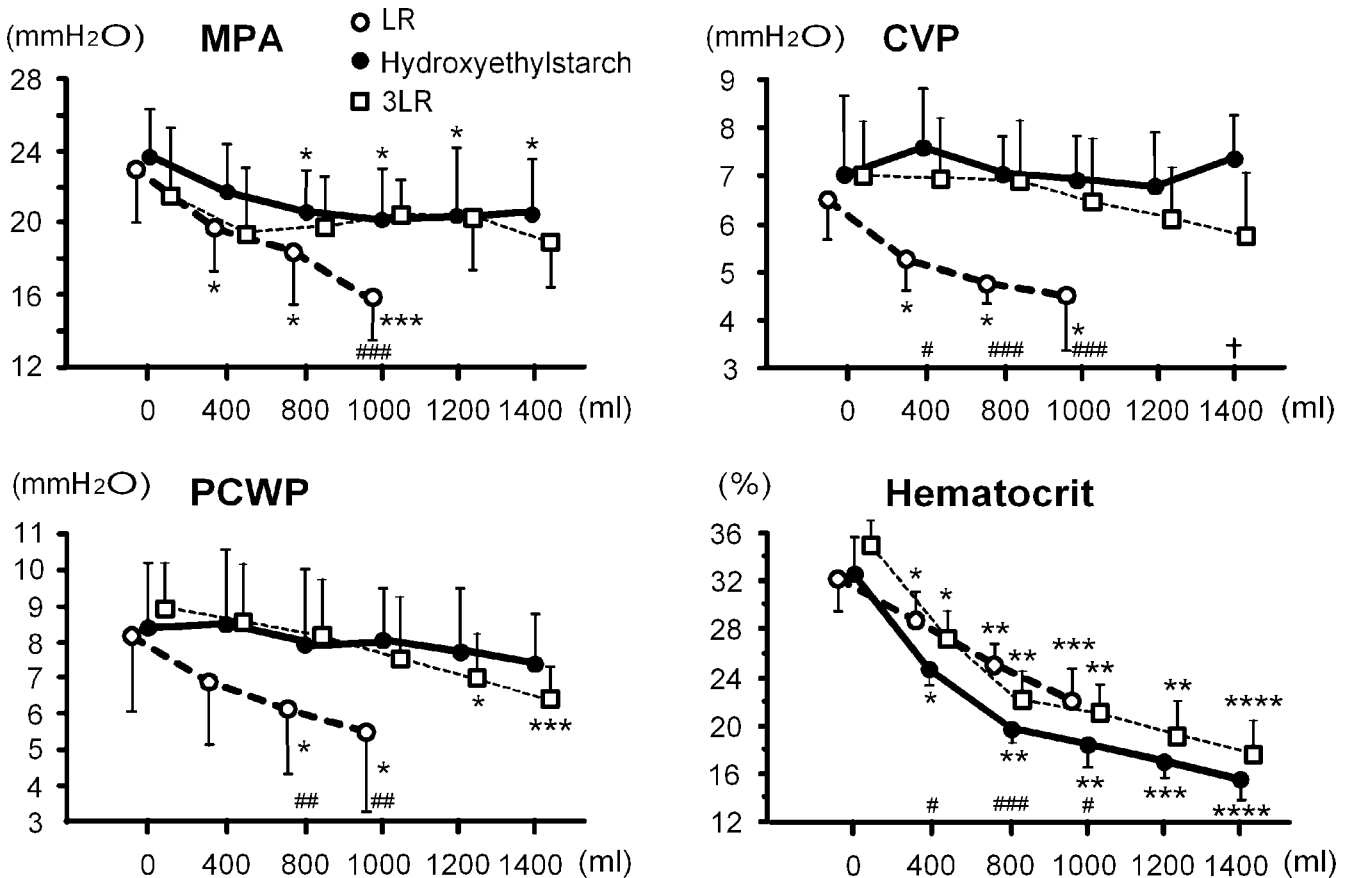 (mmH2O) MPA
LR
Hydroxyethylstarch
3LR
28
24
20
16
12
* * * *
* * ***
###
0 400 800 1000 1200 1400 (ml)
(mmH2O) CVP
9
8
7
6
5
4
3
* * *
# ### ### †
0 400 800 1000 1200 1400 (ml)
(mmH2O) PCWP
11
10
9
8
7
6
5
4
3
* ***
* *
## ##
0 400 800 1000 1200 1400 (ml)
(%) Hematocrit
36
32
28
24
20
16
12
* * ** ** *** ** ** ****
* ** ** *** ****
# ### #
0 400 800 1000 1200 1400 (ml)